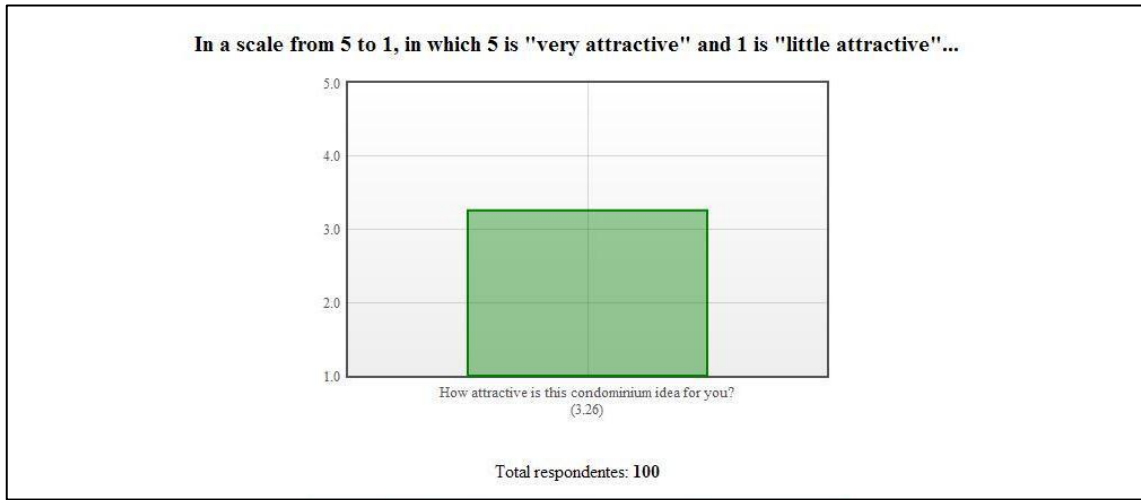 In a scale from 5 to 1, in which 5 is "very attractive" and 1 is "little attractive"...
5.0
4.0
3.0
2.0
1.0
How attractive is this condominium idea for you?
(3.26)
Total respondentes: 100